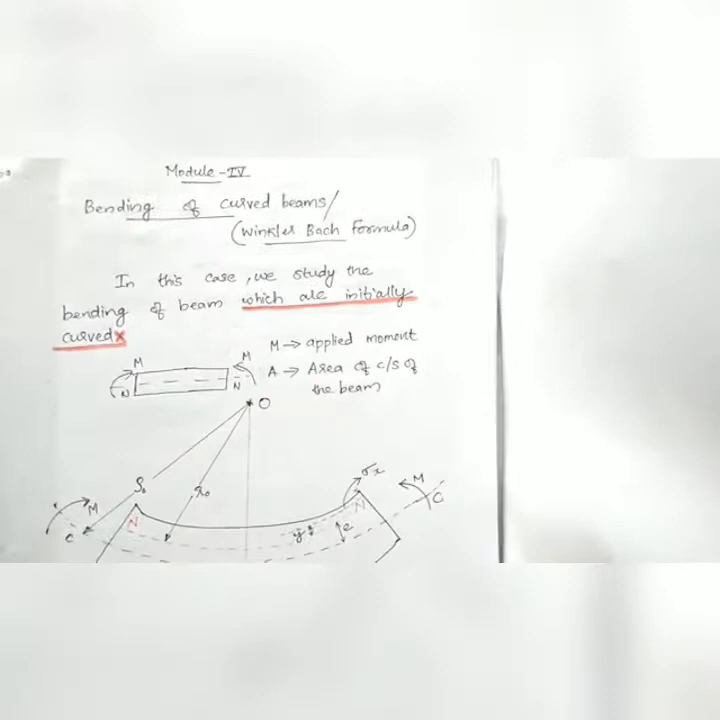 Module-IV
Bending of curved beams/
(Winkler Bach Formula)
In this case, we study the
bending of beam which are initially
curved
M → applied moment
A → Area of c/s of
the beam
M M
N N
O
ρ₀ r₀ σx M
M N N C
c y e